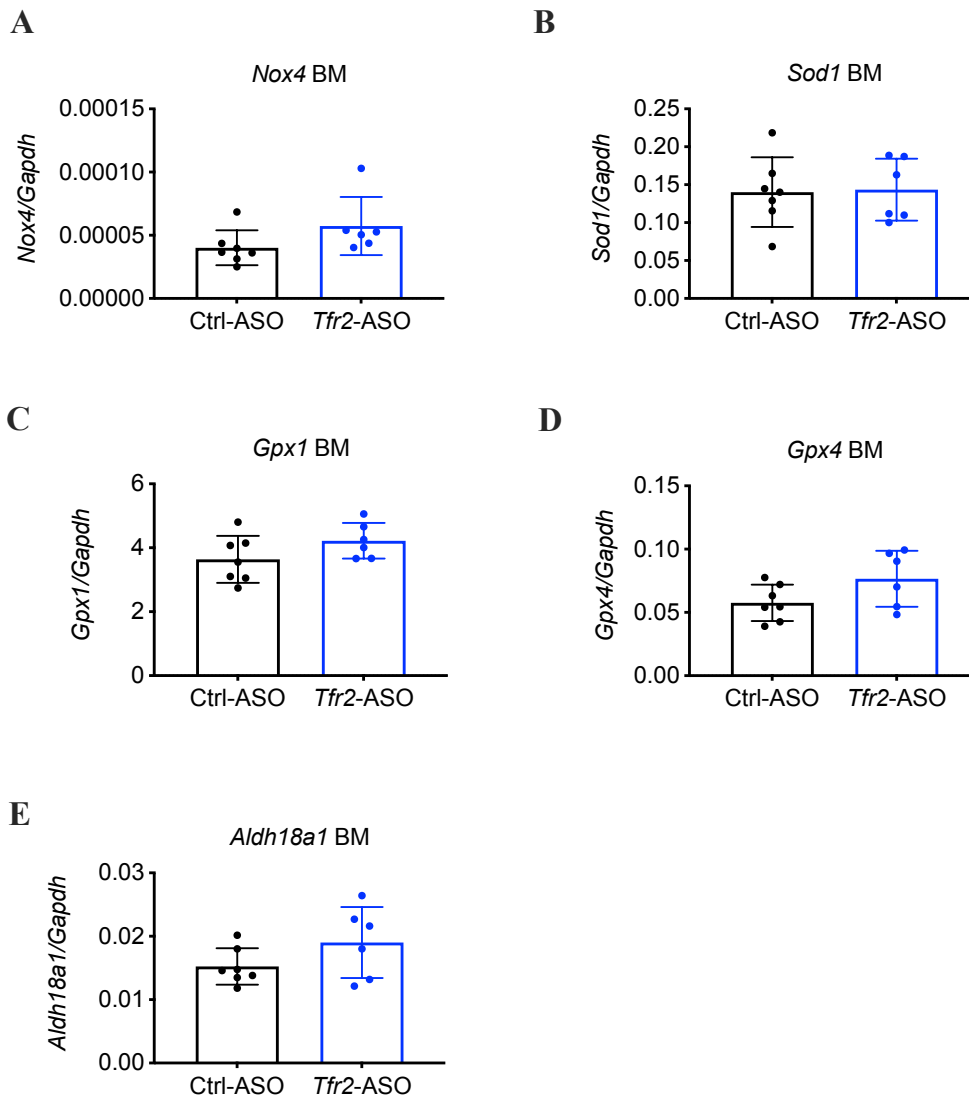 A
Nox4 BM
Nox4/Gapdh
0.00015
0.00010
0.00005
0.00000
Ctrl-ASO Tfr2-ASO
B
Sod1 BM
Sod1/Gapdh
0.25
0.20
0.15
0.10
0.05
0.00
Ctrl-ASO Tfr2-ASO
C
Gpx1 BM
Gpx1/Gapdh
6
4
2
0
Ctrl-ASO Tfr2-ASO
D
Gpx4 BM
Gpx4/Gapdh
0.15
0.10
0.05
0.00
Ctrl-ASO Tfr2-ASO
E
Aldh18a1 BM
Aldh18a1/Gapdh
0.03
0.02
0.01
0.00
Ctrl-ASO Tfr2-ASO